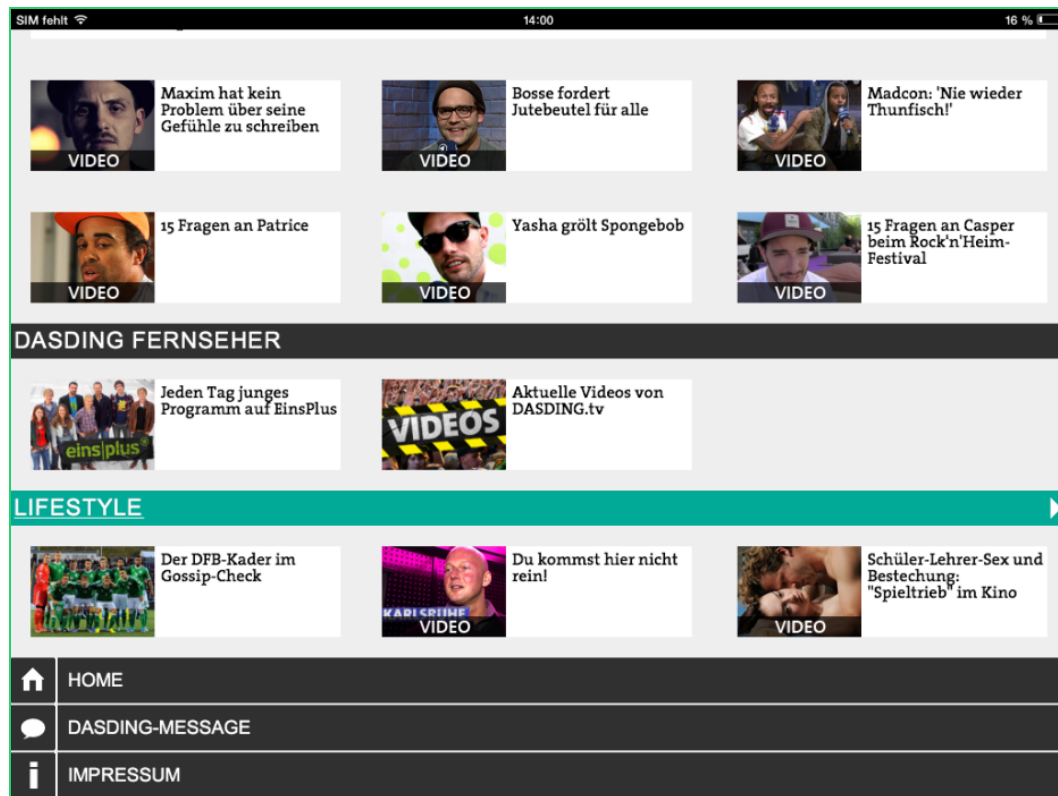 SIM fehlt 14:00 16 %
Maxim hat kein
Problem über seine
Gefühle zu schreiben
VIDEO
Bosse fordert
Jutebeutel für alle
VIDEO
Madcon: 'Nie wieder
Thunfisch!'
VIDEO
15 Fragen an Patrice
VIDEO
Yasha grölt Spongebob
VIDEO
15 Fragen an Casper
beim Rock'n'Heim-
Festival
VIDEO
DASDING FERNSEHER
Jeden Tag junges
Programm auf EinsPlus
eins|plus
Aktuelle Videos von
DASDING.tv
VIDEOS
LIFESTYLE
Der DFB-Kader im
Gossip-Check
Du kommst hier nicht
rein!
KARLSRUHE
VIDEO
Schüler-Lehrer-Sex und
Bestechung:
"Spieltrieb" im Kino
VIDEO
HOME
DASDING-MESSAGE
IMPRESSUM